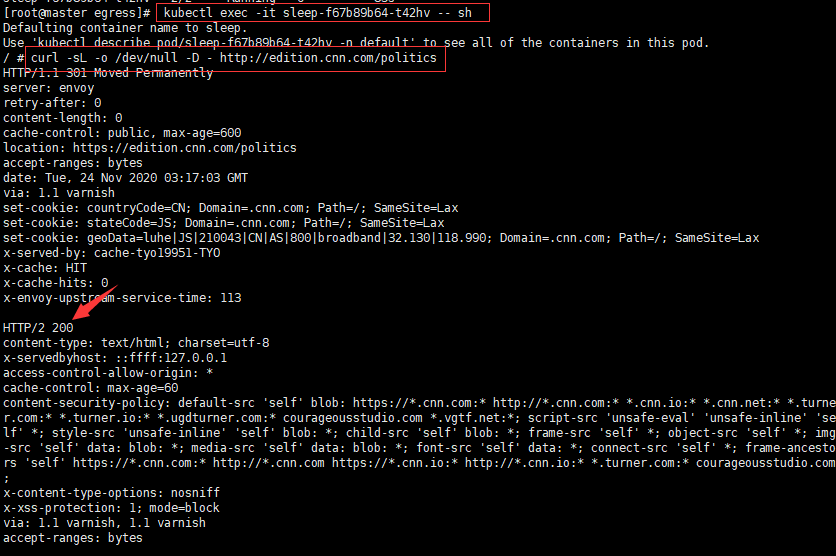 [root@master egress]# kubectl exec -it sleep-f67b89b64-t42hv -- sh
Defaulting container name to sleep.
Use 'kubectl describe pod/sleep-f67b89b64-t42hv -n default' to see all of the containers in this pod.
/ # curl -sL -o /dev/null -D - http://edition.cnn.com/politics
HTTP/1.1 301 Moved Permanently
server: envoy
retry-after: 0
content-length: 0
cache-control: public, max-age=600
location: https://edition.cnn.com/politics
accept-ranges: bytes
date: Tue, 24 Nov 2020 03:17:03 GMT
via: 1.1 varnish
set-cookie: countryCode=CN; Domain=.cnn.com; Path=/; SameSite=Lax
set-cookie: stateCode=JS; Domain=.cnn.com; Path=/; SameSite=Lax
set-cookie: geoData=luhe|JS|210043|CN|AS|800|broadband|32.130|118.990; Domain=.cnn.com; Path=/; SameSite=Lax
x-served-by: cache-tyo19951-TYO
x-cache: HIT
x-cache-hits: 0
x-envoy-upstream-service-time: 113
HTTP/2 200
content-type: text/html; charset=utf-8
x-servedbyhost: ::ffff:127.0.0.1
access-control-allow-origin: *
cache-control: max-age=60
content-security-policy: default-src 'self' blob: https://*.cnn.com:* http://*.cnn.com:* *.cnn.io:* *.cnn.net:* *.turne
r.com:* *.turner.io:* *.ugdturner.com:* courageousstudio.com *.vgtf.net:*; script-src 'unsafe-eval' 'unsafe-inline' 'se
lf' *; style-src 'unsafe-inline' 'self' blob: *; child-src 'self' blob: *; frame-src 'self' *; object-src 'self' *; img
-src 'self' data: blob: *; media-src 'self' data: blob: *; font-src 'self' data: *; connect-src 'self' *; frame-ancesto
rs 'self' https://*.cnn.com:* http://*.cnn.com https://*.cnn.io:* http://*.cnn.io:* *.turner.com:* courageousstudio.com
;
x-content-type-options: nosniff
x-xss-protection: 1; mode=block
via: 1.1 varnish, 1.1 varnish
accept-ranges: bytes